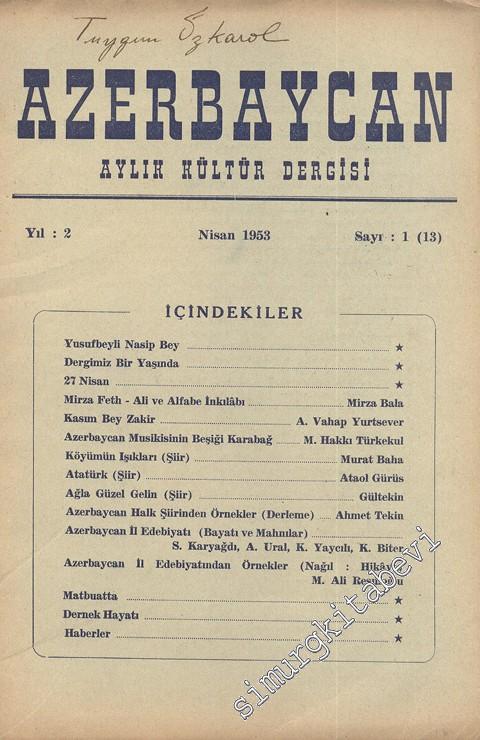 Tuygun Özkarol
AZERBAYCAN
AYLIK KÜLTÜR DERGİSİ
Yıl : 2 Nisan 1953 Sayı : 1 (13)
İÇİNDEKİLER
Yusufbeyli Nasip Bey ★
Dergimiz Bir Yaşında ★
27 Nisan ★
Mirza Feth - Ali ve Alfabe İnkılâbı Mirza Bala
Kasım Bey Zakir A. Vahap Yurtsever
Azerbaycan Musikisinin Beşiği Karabağ M. Hakkı Türkekul
Köyümün Işıkları (Şiir) Murat Baha
Atatürk (Şiir) Ataol Gürüs
Ağla Güzel Gelin (Şiir) Gültekin
Azerbaycan Halk Şiirinden Örnekler (Derleme) Ahmet Tekin
Azerbaycan İl Edebiyatı (Bayatı ve Mahnılar)
S. Karyağdı, A. Ural, K. Yaycılı, K. Biter
Azerbaycan İl Edebiyatından Örnekler (Nağıl : Hikâye)
M. Ali
Matbuatta ★
Dernek Hayatı ★
Haberler ★
simurgkitabevi